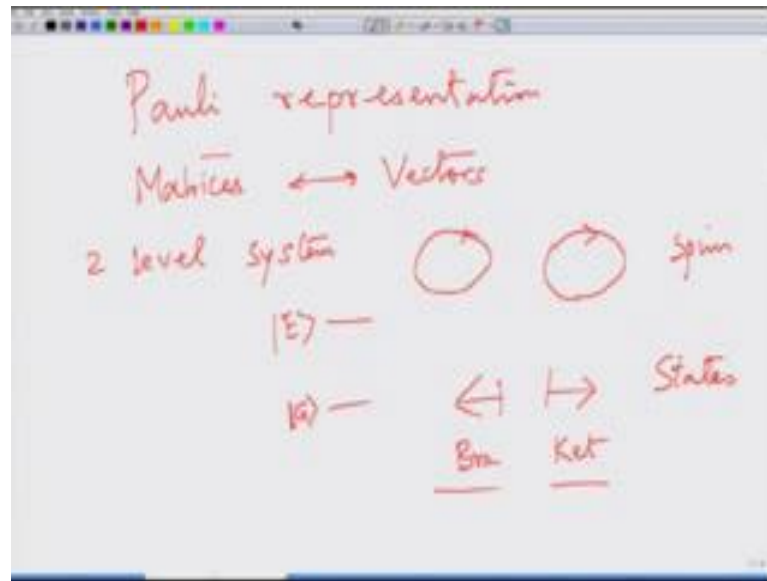 Pauli representation
Matrices ↔ Vectors
2 level system
Spin
|E> —
|G> —
States
Bra Ket